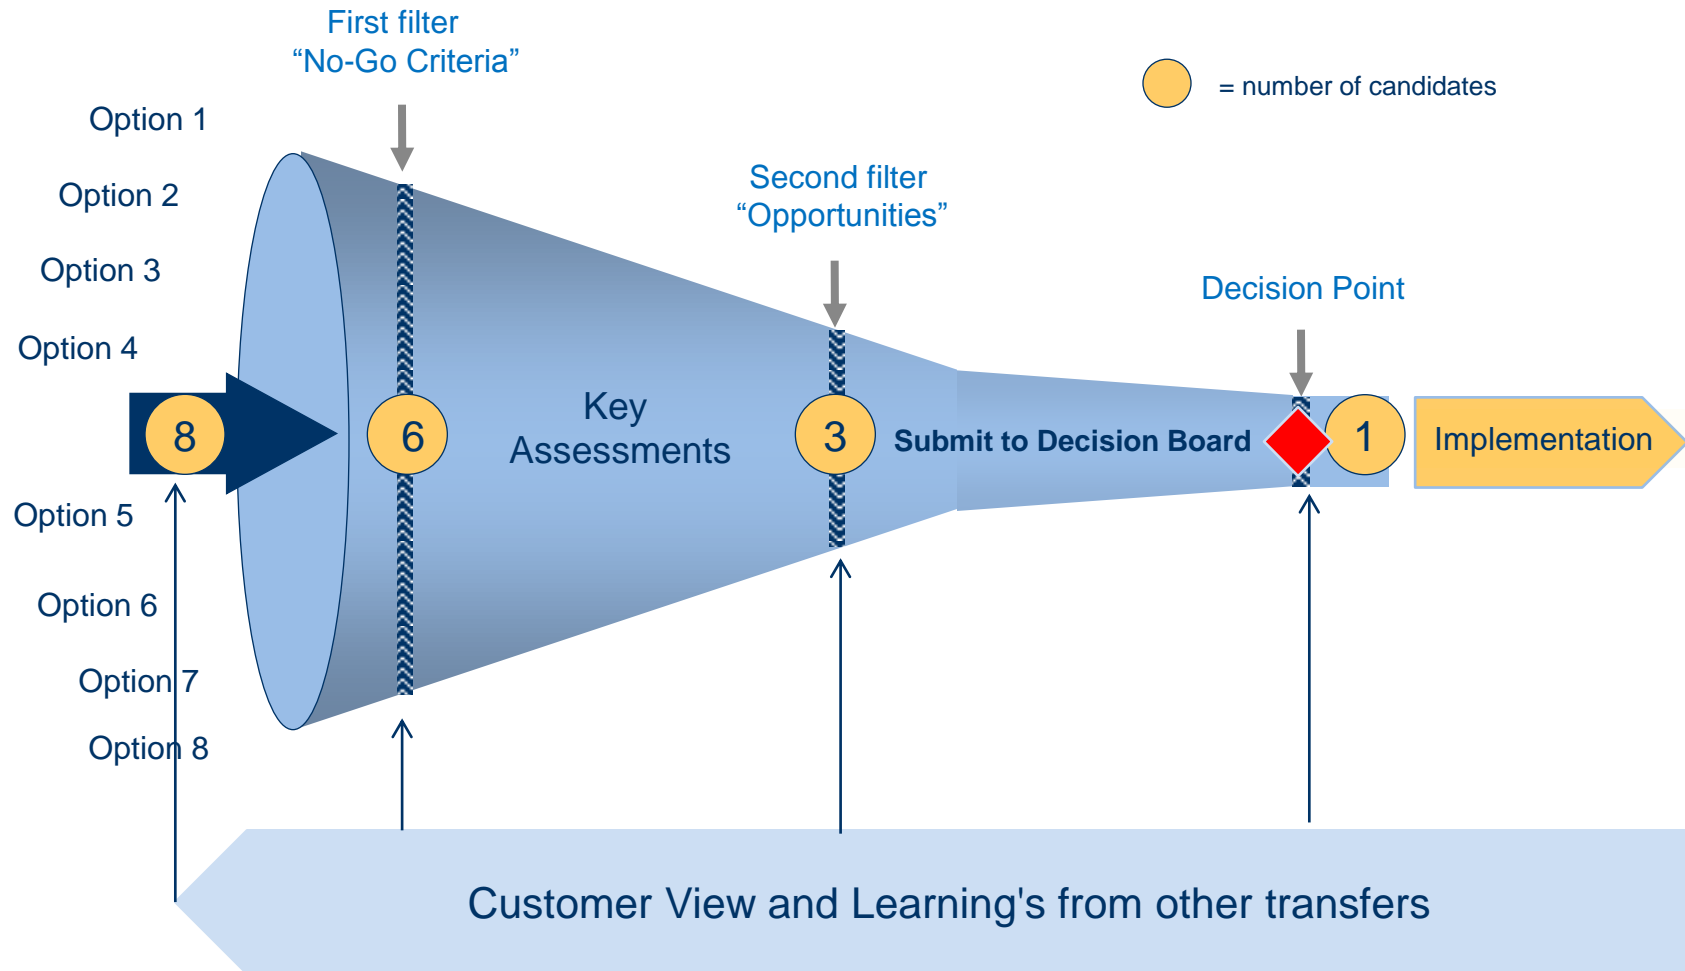 First filter
“No-Go Criteria”
= number of candidates
Option 1
Option 2
Option 3
Option 4
Second filter
“Opportunities”
Decision Point
8
6
Key
Assessments
3
Submit to Decision Board
1
Implementation
Option 5
Option 6
Option 7
Option 8
Customer View and Learning's from other transfers